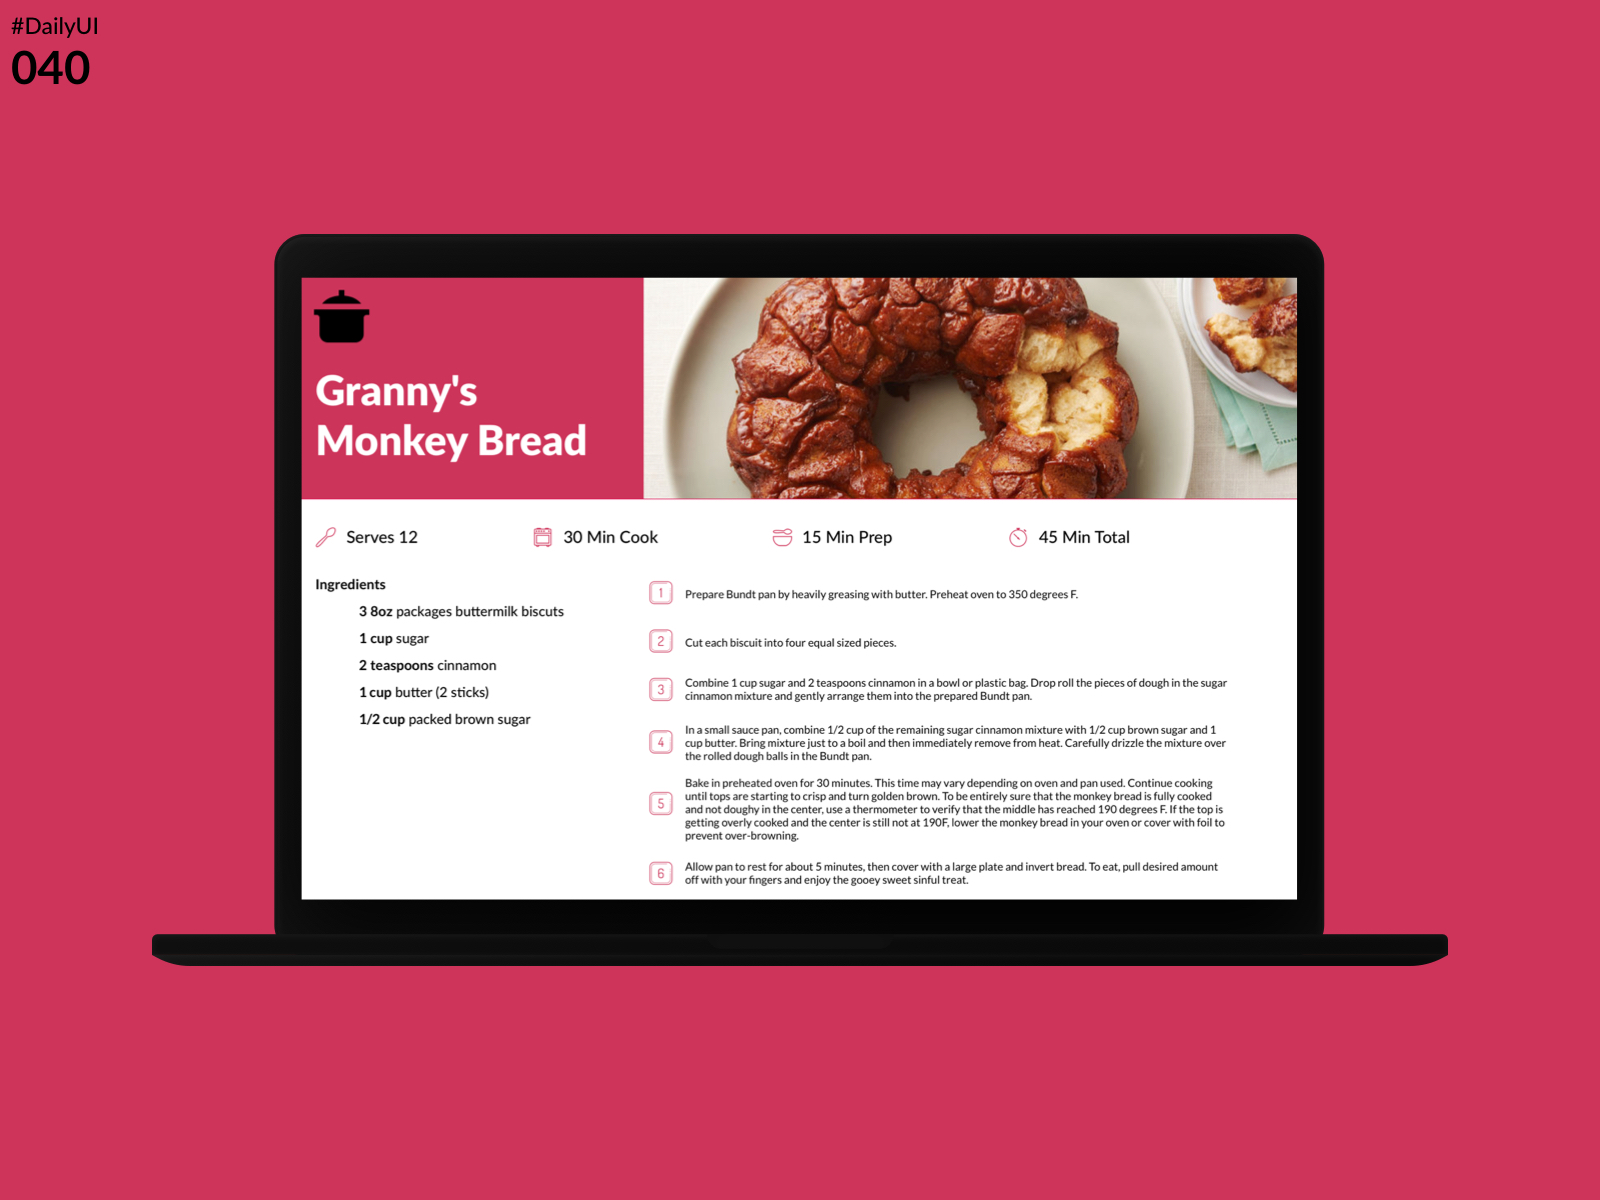 #DailyUI
040
Granny's
Monkey Bread
Serves 12
30 Min Cook
15 Min Prep
45 Min Total
Ingredients
3 8oz packages buttermilk biscuts
1 cup sugar
2 teaspoons cinnamon
1 cup butter (2 sticks)
1/2 cup packed brown sugar
1
Prepare Bundt pan by heavily greasing with butter. Preheat oven to 350 degrees F.
2
Cut each biscuit into four equal sized pieces.
3
Combine 1 cup sugar and 2 teaspoons cinnamon in a bowl or plastic bag. Drop roll the pieces of dough in the sugar
cinnamon mixture and gently arrange them into the prepared Bundt pan.
4
In a small sauce pan, combine 1/2 cup of the remaining sugar cinnamon mixture with 1/2 cup brown sugar and 1
cup butter. Bring mixture just to a boil and then immediately remove from heat. Carefully drizzle the mixture over
the rolled dough balls in the Bundt pan.
5
Bake in preheated oven for 30 minutes. This time may vary depending on oven and pan used. Continue cooking
until tops are starting to crisp and turn golden brown. To be entirely sure that the monkey bread is fully cooked
and not doughy in the center, use a thermometer to verify that the middle has reached 190 degrees F. If the top is
getting overly cooked and the center is still not at 190F, lower the monkey bread in your oven or cover with foil to
prevent over-browning.
6
Allow pan to rest for about 5 minutes, then cover with a large plate and invert bread. To eat, pull desired amount
off with your fingers and enjoy the gooey sweet sinful treat.